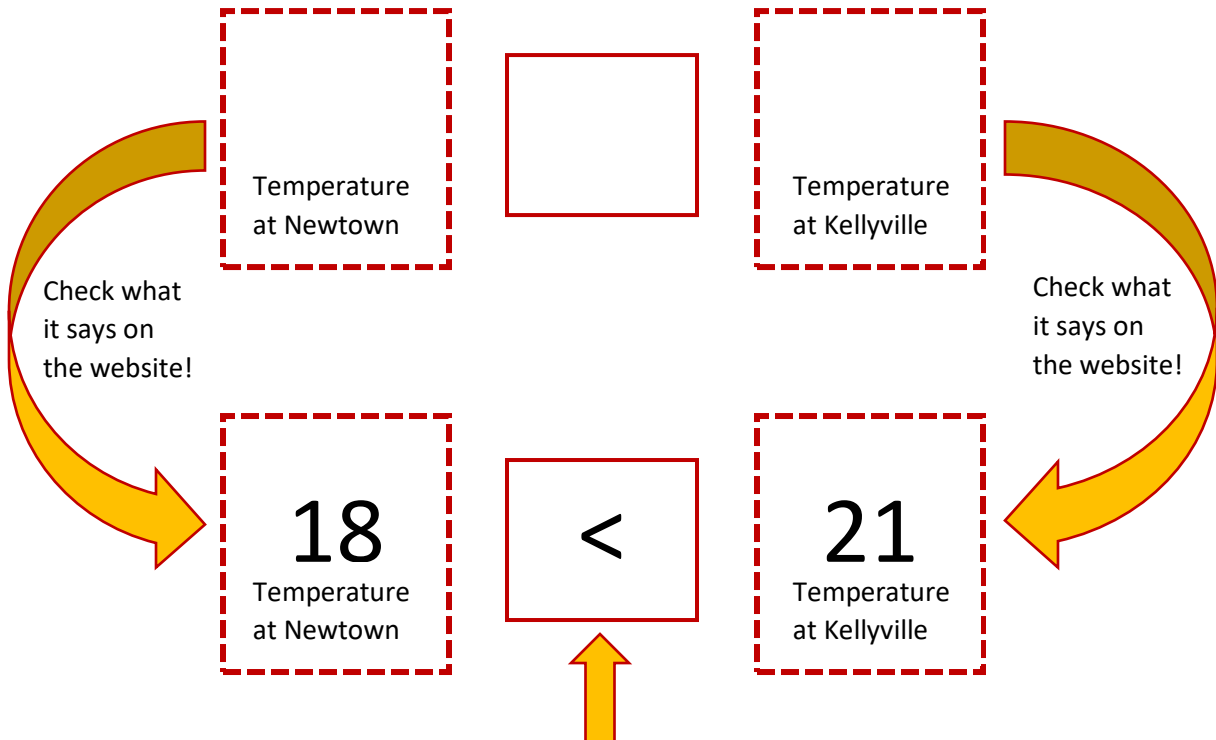 Temperature
at Newtown
Temperature
at Kellyville
Check what
it says on
the website!
Check what
it says on
the website!
18
<
21
Temperature
at Newtown
Temperature
at Kellyville